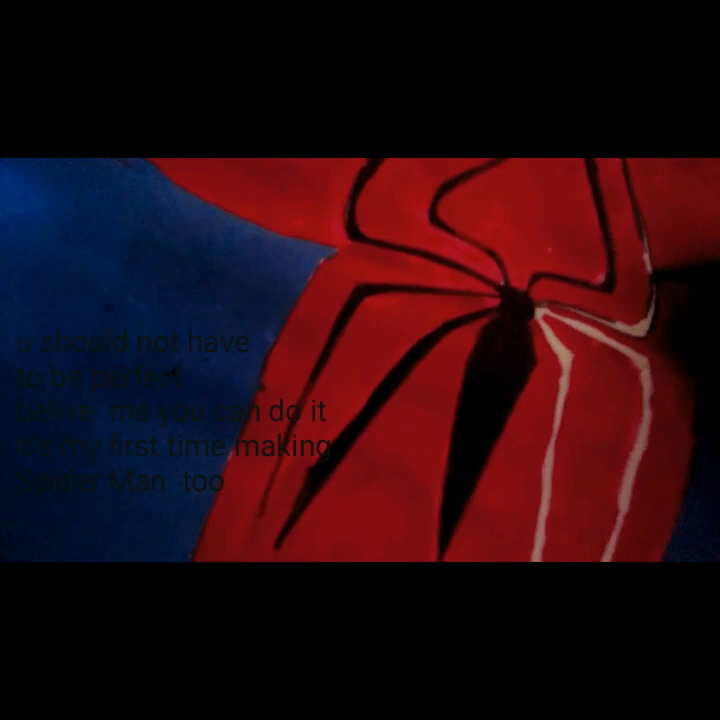 u should not have
to be perfect
belive me you can do it
it's my first time making
Spider Man too